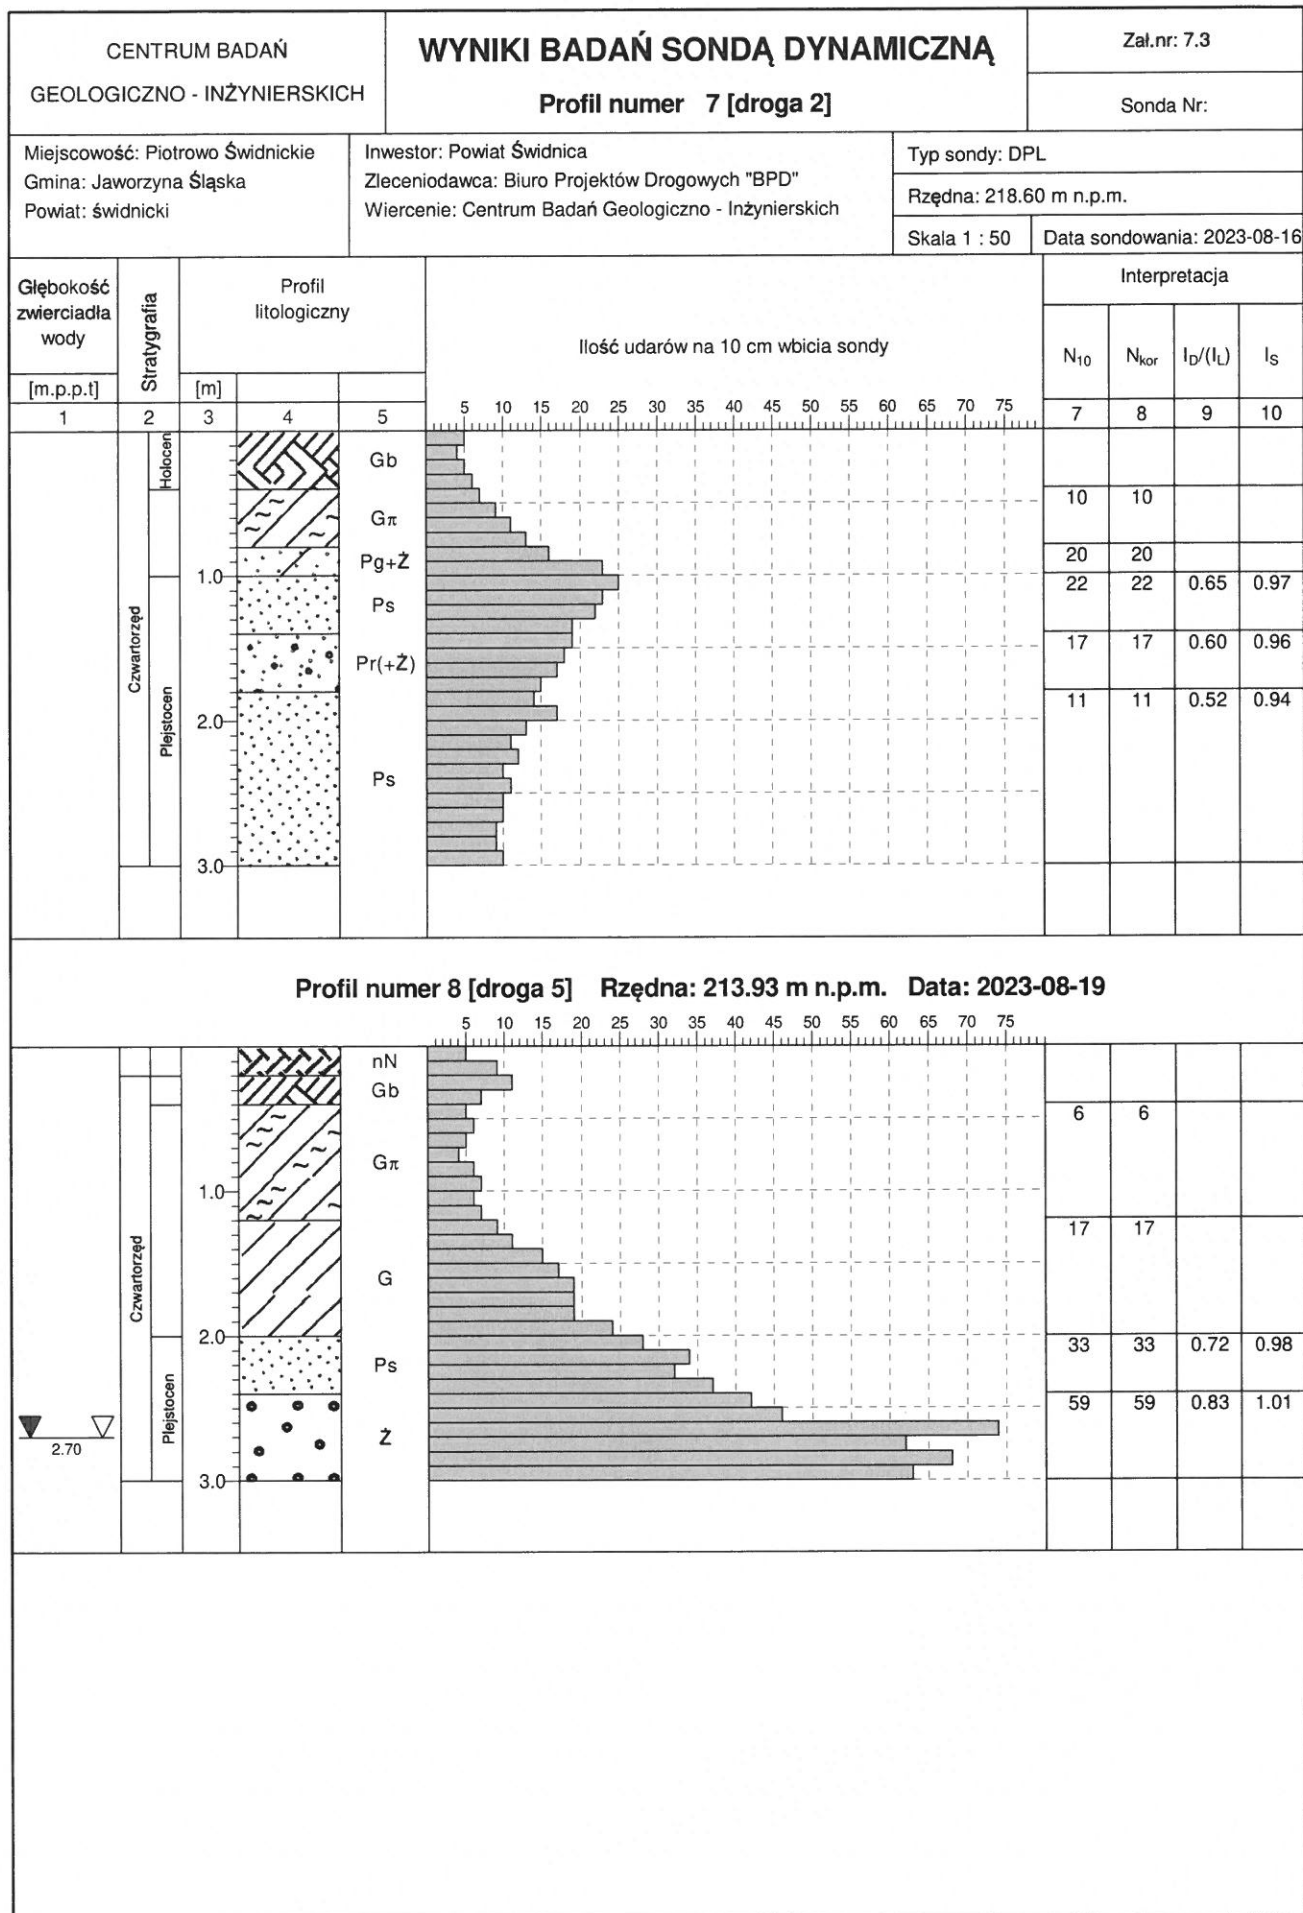 CENTRUM BADAŃ
GEOLOGICZNO - INŻYNIERSKICH
WYNIKI BADAŃ SONDĄ DYNAMICZNĄ
Profil numer 7 [droga 2]
Zał.nr: 7.3
Sonda Nr:
Miejscowość: Piotrowo Świdnickie
Gmina: Jaworzyna Śląska
Powiat: świdnicki
Inwestor: Powiat Świdnica
Zleceniodawca: Biuro Projektów Drogowych "BPD"
Wiercenie: Centrum Badań Geologiczno - Inżynierskich
Typ sondy: DPL
Rzędna: 218.60 m n.p.m.
Skala 1 : 50
Data sondowania: 2023-08-16
Głębokość
zwierciadła
wody
[m.p.p.t]
Stratygrafia
Profil
litologiczny
[m]
Ilość udarów na 10 cm wbicia sondy
Interpretacja
N10 Nkor ID/(IL) IS
1 2 3 4 5
5 10 15 20 25 30 35 40 45 50 55 60 65 70 75
7 8 9 10
Czwartorzęd
Holocen
Plejstocen
1.0
2.0
3.0
Gb
Gπ
Pg+Ż
Ps
Pr(+Ż)
Ps
10 10
20 20
22 22 0.65 0.97
17 17 0.60 0.96
11 11 0.52 0.94
Profil numer 8 [droga 5] Rzędna: 213.93 m n.p.m. Data: 2023-08-19
5 10 15 20 25 30 35 40 45 50 55 60 65 70 75
2.70
Czwartorzęd
Plejstocen
1.0
2.0
3.0
nN
Gb
Gπ
G
Ps
Ż
6 6
17 17
33 33 0.72 0.98
59 59 0.83 1.01